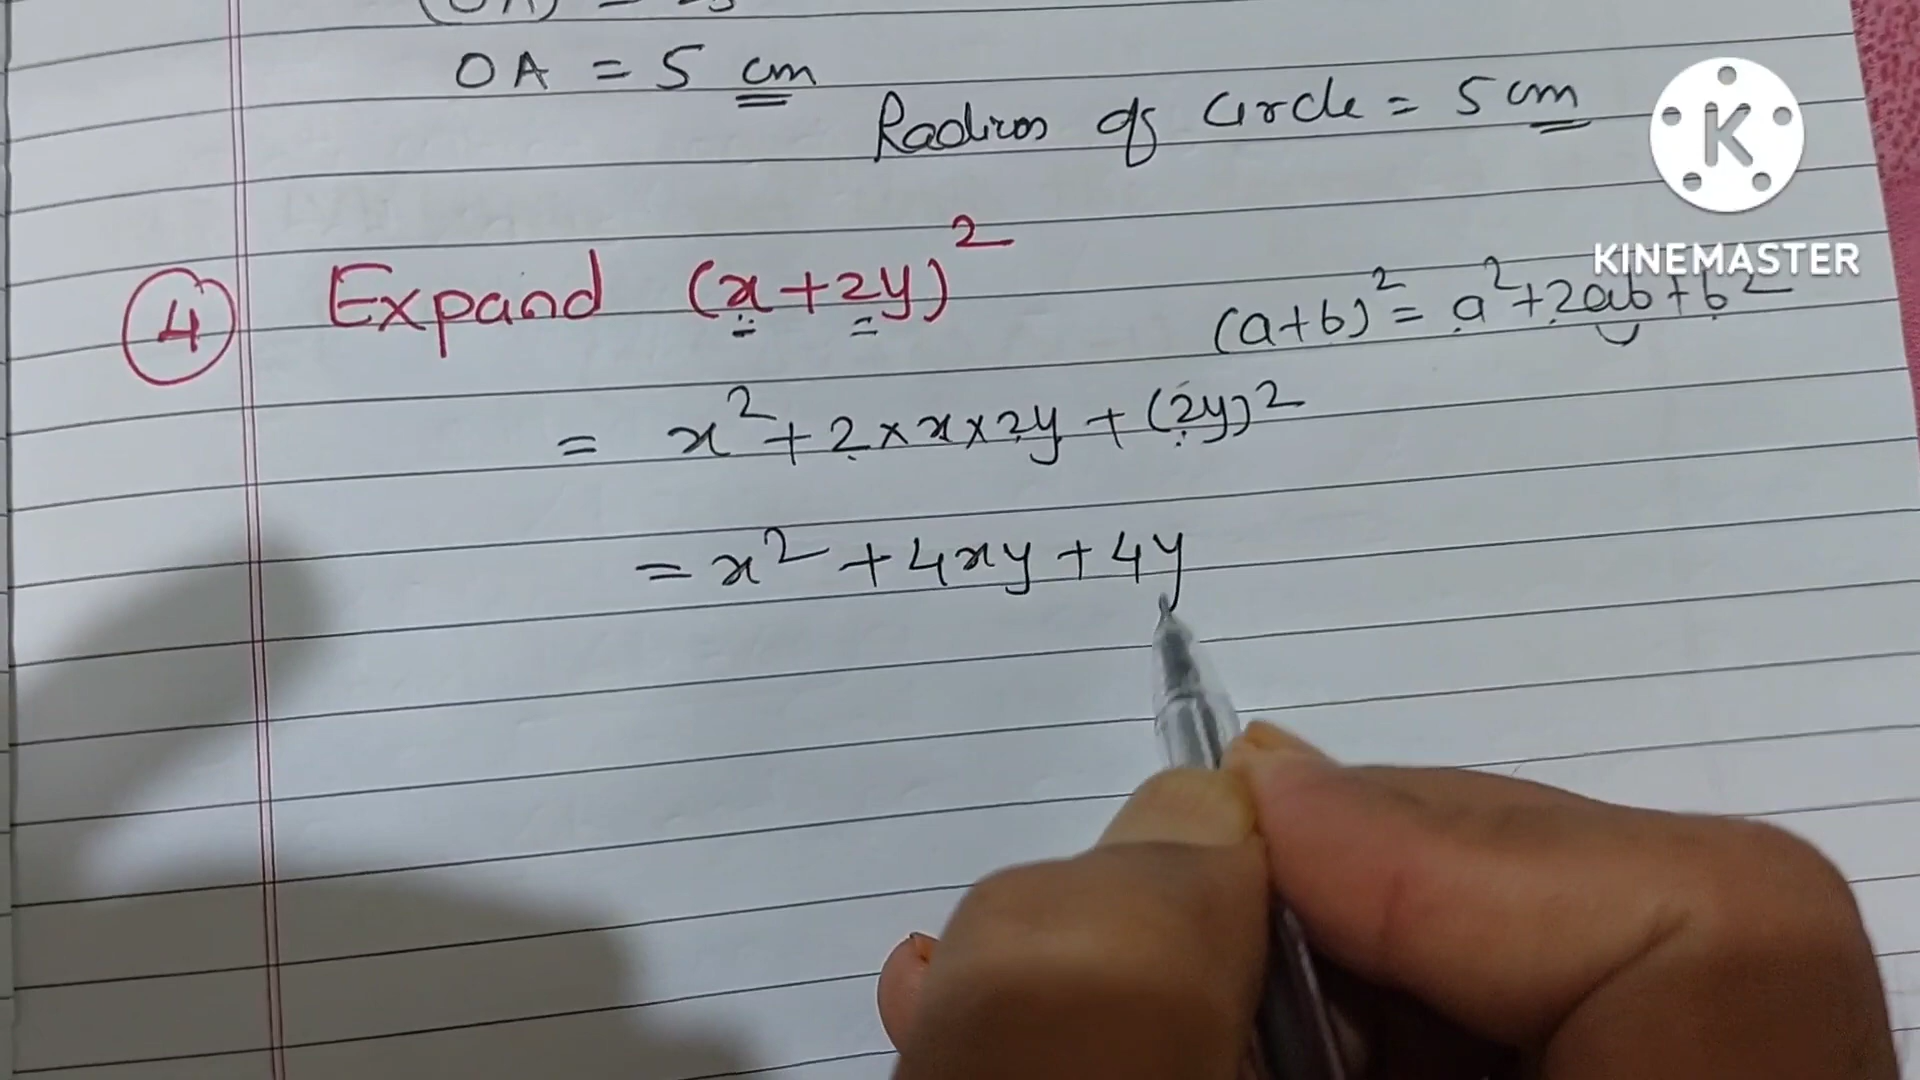 OA = 5 cm
Radius of Circle = 5 cm
KINEMASTER
④ Expand (x+2y)²
(a+b)² = a²+2ab+b²
= x²+2×x×2y+(2y)²
= x²+4xy+4y